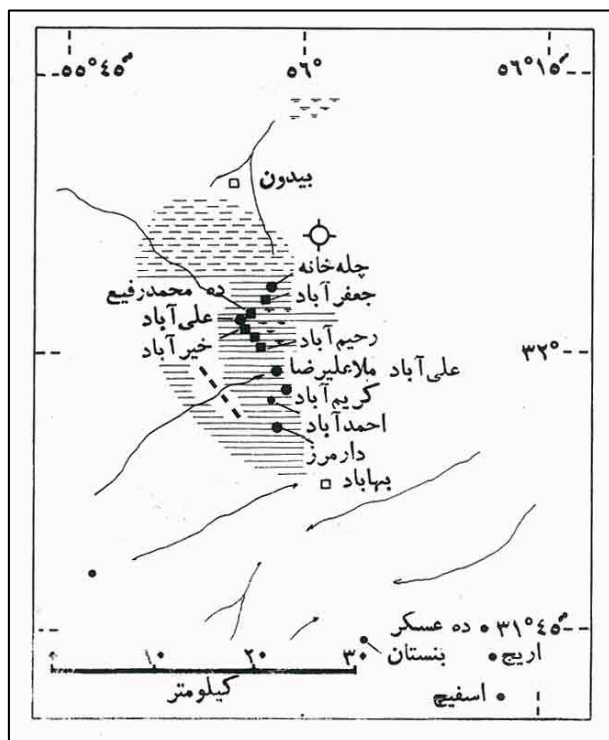 ۵۵°۴۵ ۵۶° ۵۶°۱۵
بیدون
چله‌خانه
جعفرآباد
ده محمدرفیع
علی‌آباد
رحیم‌آباد
خیرآباد
۳۲°
علی‌آباد ملاعلیرضا
کریم‌آباد
احمدآباد
دارمرز
بهاباد
۳۱°۴۵
ده عسکر
بنستان
اریج
اسفیچ
۱۰ ۲۰ ۳۰
کیلومتر